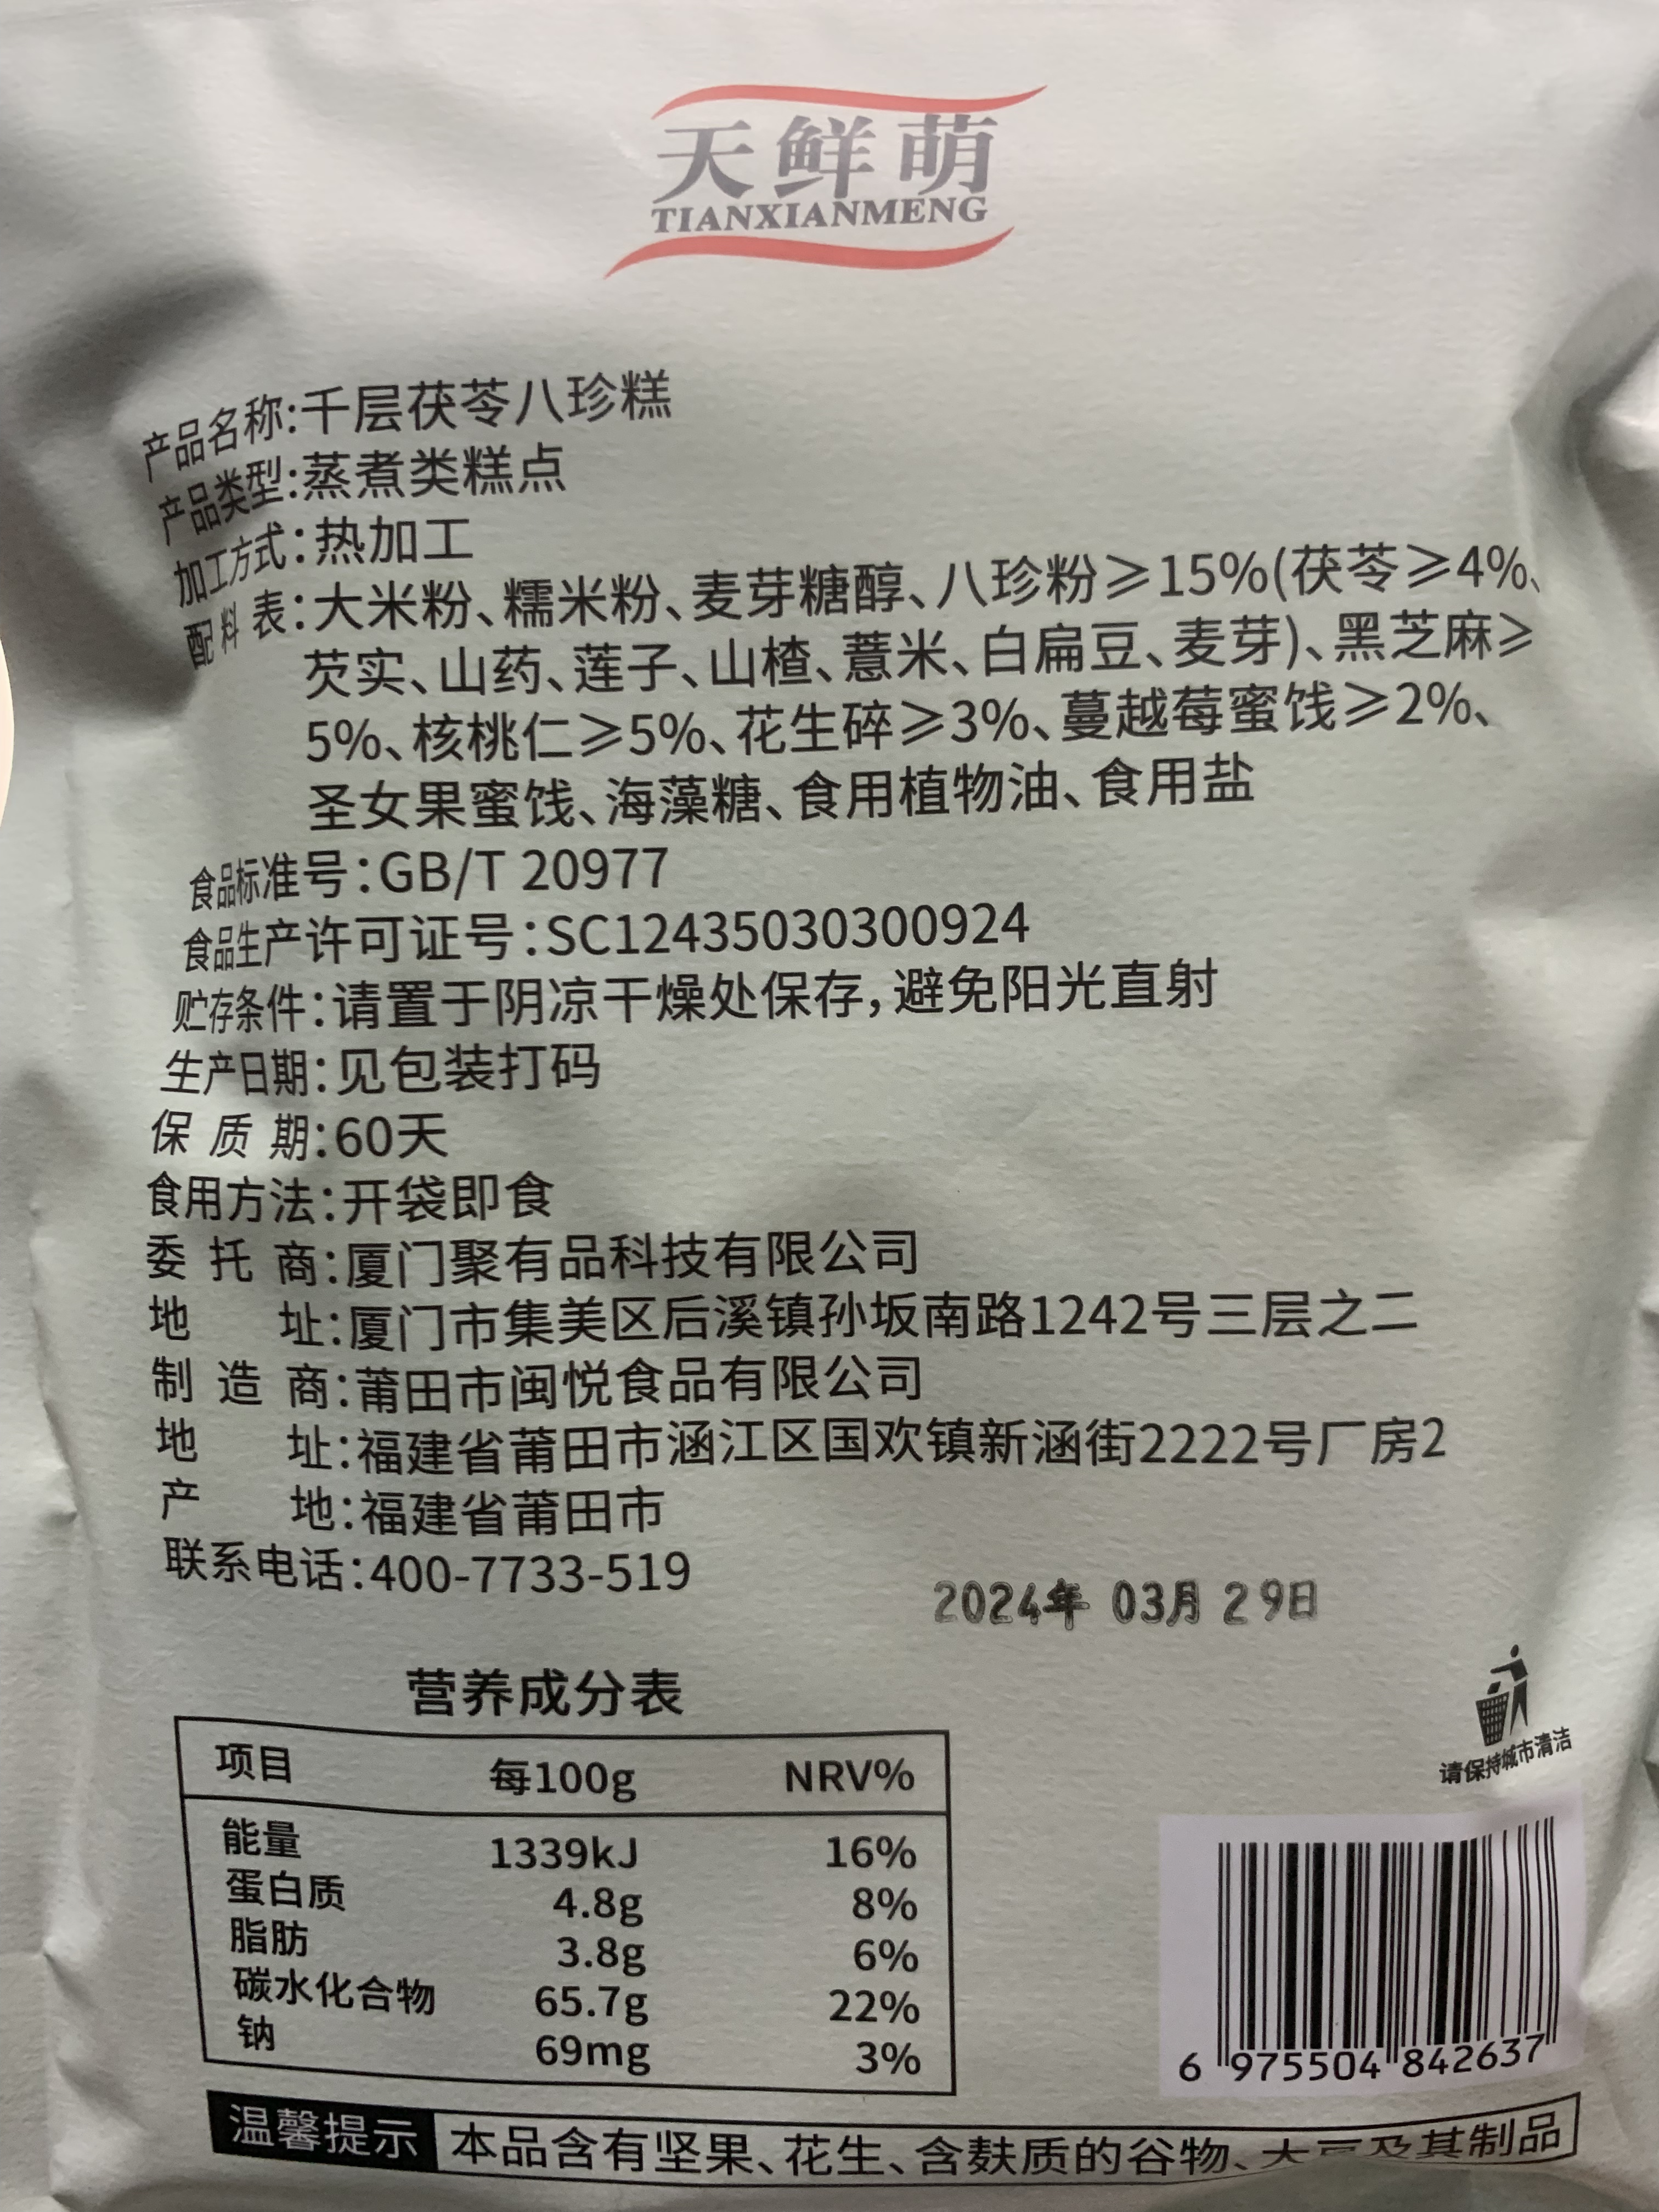 天鲜萌
TIANXIANMENG
产品名称:千层茯苓八珍糕
产品类型:蒸煮类糕点
加工方式:热加工
配料表:大米粉、糯米粉、麦芽糖醇、八珍粉≥15%(茯苓≥4%、
芡实、山药、莲子、山楂、薏米、白扁豆、麦芽)、黑芝麻≥
5%、核桃仁≥5%、花生碎≥3%、蔓越莓蜜饯≥2%、
圣女果蜜饯、海藻糖、食用植物油、食用盐
食品标准号:GB/T 20977
食品生产许可证号:SC12435030300924
贮存条件:请置于阴凉干燥处保存,避免阳光直射
生产日期:见包装打码
保质期:60天
食用方法:开袋即食
委托商:厦门聚有品科技有限公司
地址:厦门市集美区后溪镇孙坂南路1242号三层之二
制造商:莆田市闽悦食品有限公司
地址:福建省莆田市涵江区国欢镇新涵街2222号厂房2
产地:福建省莆田市
联系电话:400-7733-519
2024年 03月 29日
营养成分表
项目 每100g NRV%
能量 1339kJ 16%
蛋白质 4.8g 8%
脂肪 3.8g 6%
碳水化合物 65.7g 22%
钠 69mg 3%
请保持城市清洁
6 975504 842637
温馨提示 本品含有坚果、花生、含麸质的谷物、大豆及其制品